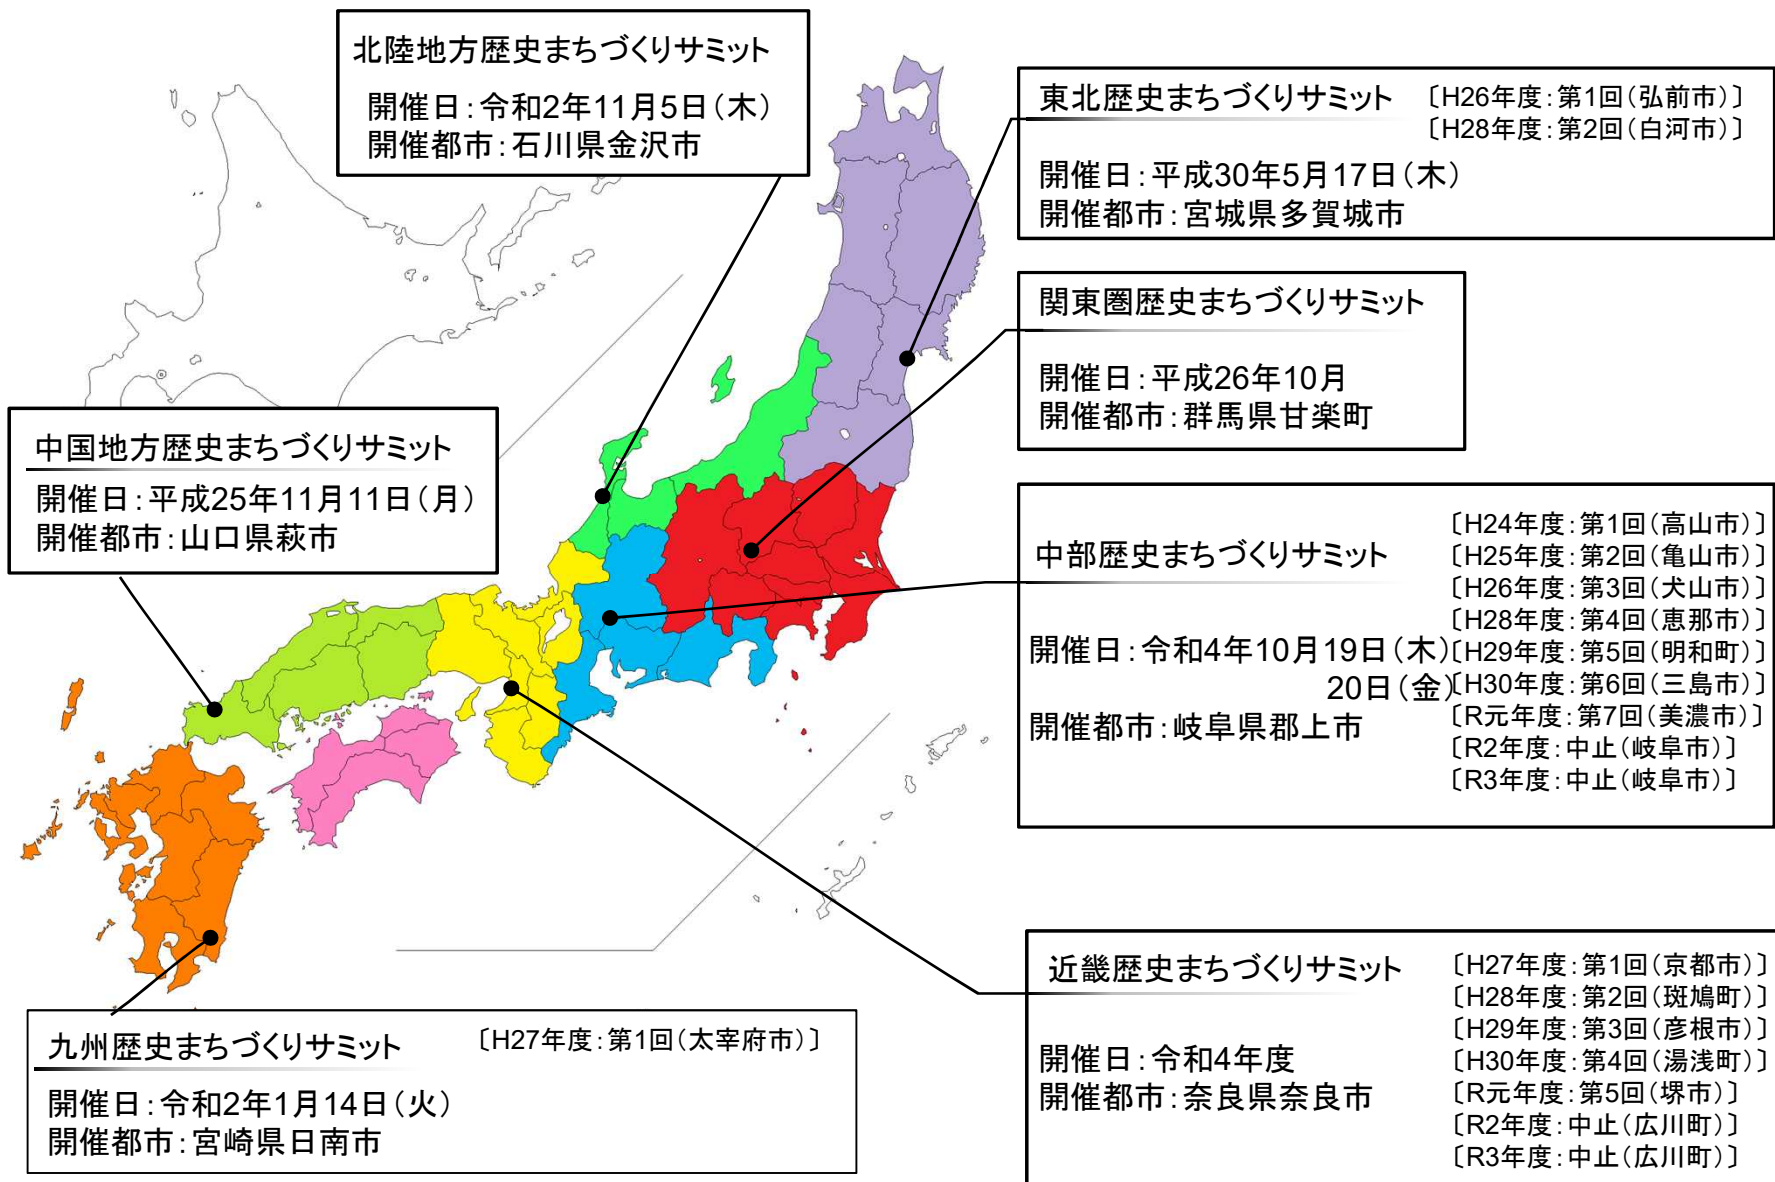 北陸地方歴史まちづくりサミット
開催日:令和2年11月5日(木)
開催都市:石川県金沢市
東北歴史まちづくりサミット 〔H26年度:第1回(弘前市)〕
〔H28年度:第2回(白河市)〕
開催日:平成30年5月17日(木)
開催都市:宮城県多賀城市
関東圏歴史まちづくりサミット
開催日:平成26年10月
開催都市:群馬県甘楽町
中国地方歴史まちづくりサミット
開催日:平成25年11月11日(月)
開催都市:山口県萩市
中部歴史まちづくりサミット
開催日:令和4年10月19日(木)
20日(金)
開催都市:岐阜県郡上市
〔H24年度:第1回(高山市)〕
〔H25年度:第2回(亀山市)〕
〔H26年度:第3回(犬山市)〕
〔H28年度:第4回(恵那市)〕
〔H29年度:第5回(明和町)〕
〔H30年度:第6回(三島市)〕
〔R元年度:第7回(美濃市)〕
〔R2年度:中止(岐阜市)〕
〔R3年度:中止(岐阜市)〕
近畿歴史まちづくりサミット
開催日:令和4年度
開催都市:奈良県奈良市
〔H27年度:第1回(京都市)〕
〔H28年度:第2回(斑鳩町)〕
〔H29年度:第3回(彦根市)〕
〔H30年度:第4回(湯浅町)〕
〔R元年度:第5回(堺市)〕
〔R2年度:中止(広川町)〕
〔R3年度:中止(広川町)〕
九州歴史まちづくりサミット 〔H27年度:第1回(太宰府市)〕
開催日:令和2年1月14日(火)
開催都市:宮崎県日南市